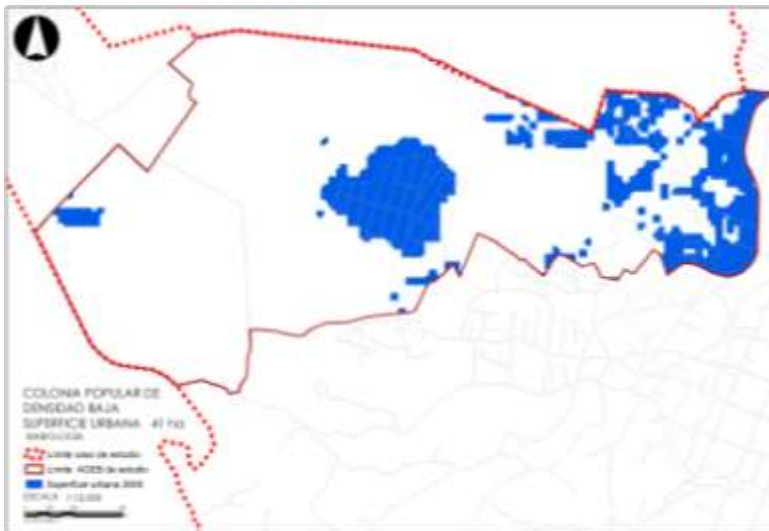 COLONIA POPULAR DE
DENSIDAD BAJA
SUPERFICIE URBANA 41 ha
SIMBOLOGÍA
Límite área de estudio
Límite AGEB de estudio
Superficie urbana
ESCALA